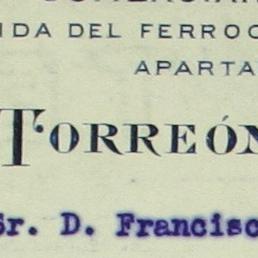 IDA DEL FERROC
APARTA
TORREÓN
Sr. D. Francisc